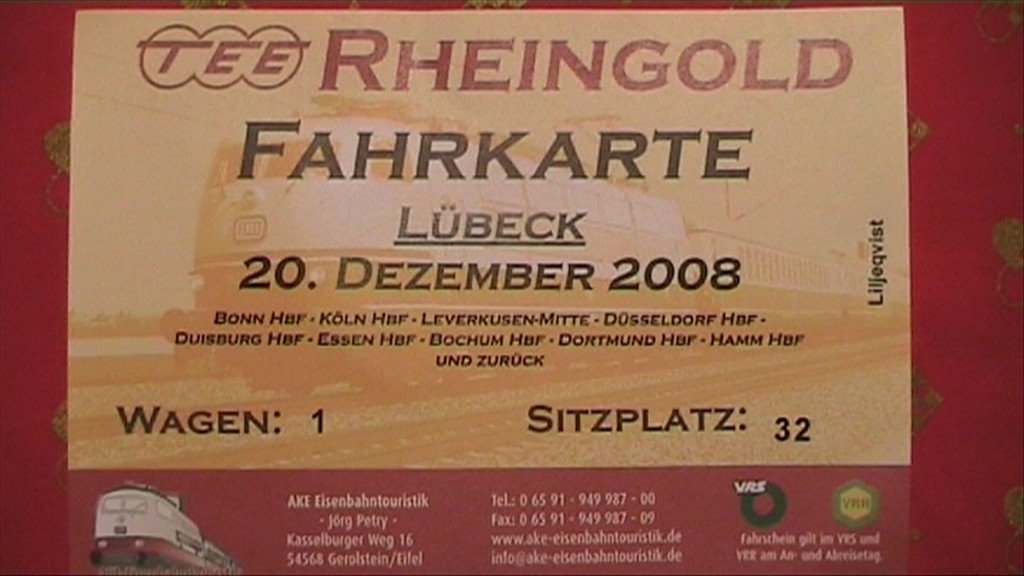 TEE RHEINGOLD
FAHRKARTE
LÜBECK
20. DEZEMBER 2008
Liljeqvist
BONN HBF - KÖLN HBF - LEVERKUSEN-MITTE - DÜSSELDORF HBF -
DUISBURG HBF - ESSEN HBF - BOCHUM HBF - DORTMUND HBF - HAMM HBF
UND ZURÜCK
WAGEN: 1 SITZPLATZ: 32
AKE Eisenbahntouristik
- Jörg Petry -
Kasselburger Weg 16
54568 Gerolstein/Eifel
Tel.: 0 65 91 - 949 987 - 00
Fax: 0 65 91 - 949 987 - 09
www.ake-eisenbahntouristik.de
info@ake-eisenbahntouristik.de
VRS VRR
Fahrschein gilt im VRS und
VRR am An- und Abreisetag.